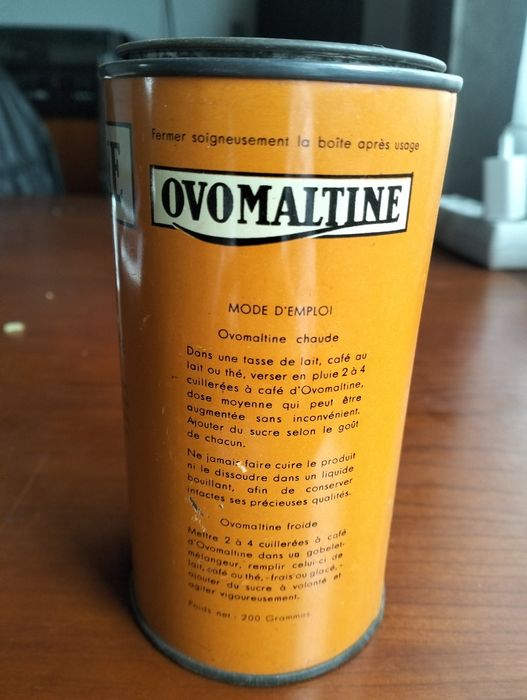 Fermer soigneusement la boîte après usage
E
OVOMALTINE
MODE D'EMPLOI
Ovomaltine chaude
Dans une tasse de lait, café au
lait ou thé, verser en pluie 2 à 4
cuillerées à café d'Ovomaltine,
dose moyenne qui peut être
augmentée sans inconvénient.
Ajouter du sucre selon le goût
de chacun.
Ne jamais faire cuire le produit
ni le dissoudre dans un liquide
bouillant, afin de conserver
intactes ses précieuses qualités.
Ovomaltine froide
Mettre 2 à 4 cuillerées à café
d'Ovomaltine dans un gobelet-
mélangeur, remplir celui-ci de
lait, café ou thé, - frais ou glacé, -
ajouter du sucre à volonté et
agiter vigoureusement.
Poids net : 200 Grammes